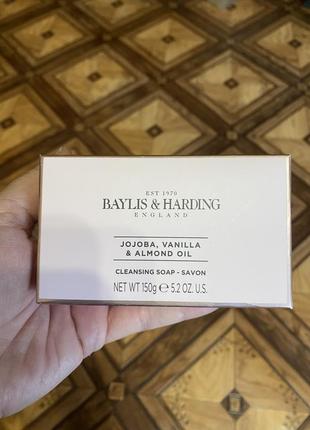 EST 1970
BAYLIS & HARDING
ENGLAND
JOJOBA, VANILLA
& ALMOND OIL
CLEANSING SOAP - SAVON
NET WT 150g ℮ 5.2 OZ. U.S.